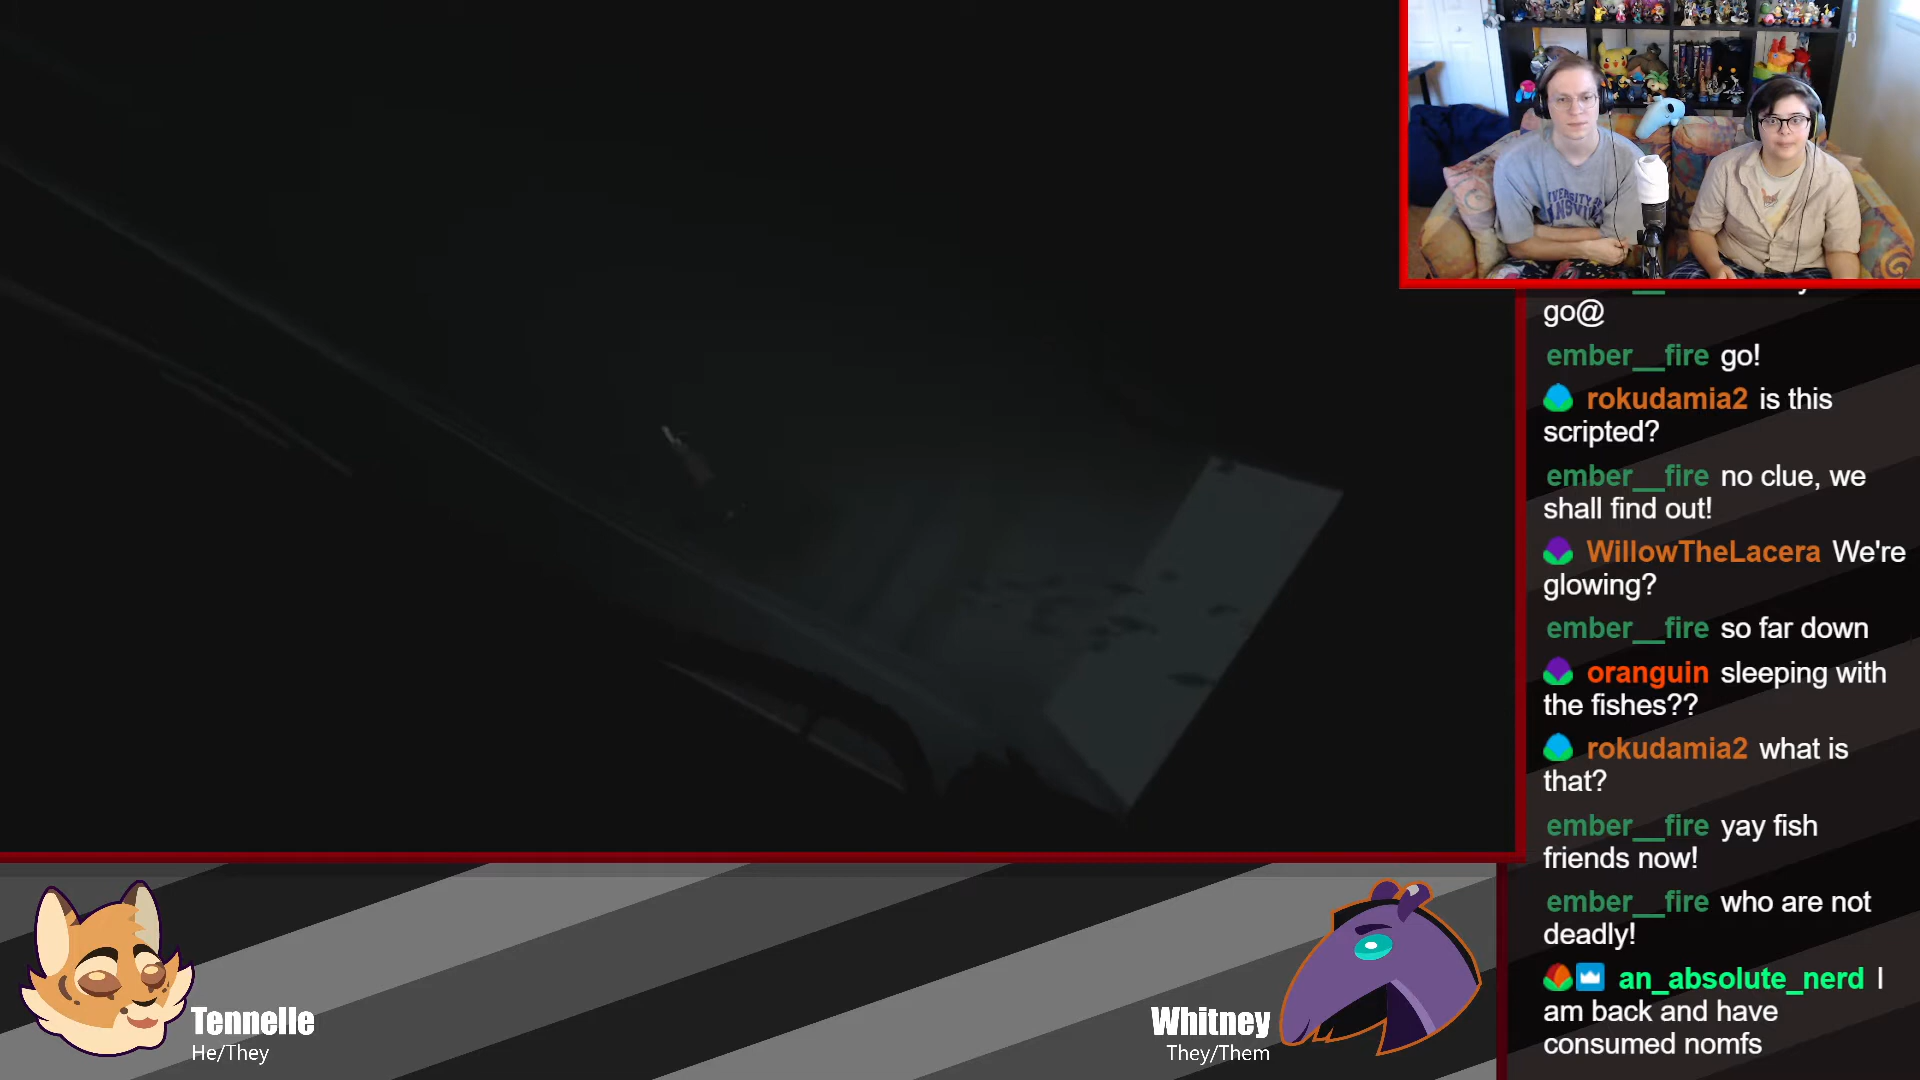 go@
ember__fire go!
rokudamia2 is this
scripted?
ember__fire no clue, we
shall find out!
WillowTheLacera We're
glowing?
ember__fire so far down
oranguin sleeping with
the fishes??
rokudamia2 what is
that?
ember__fire yay fish
friends now!
ember__fire who are not
deadly!
an_absolute_nerd I
am back and have
consumed nomfs
Tennelle
He/They
Whitney
They/Them